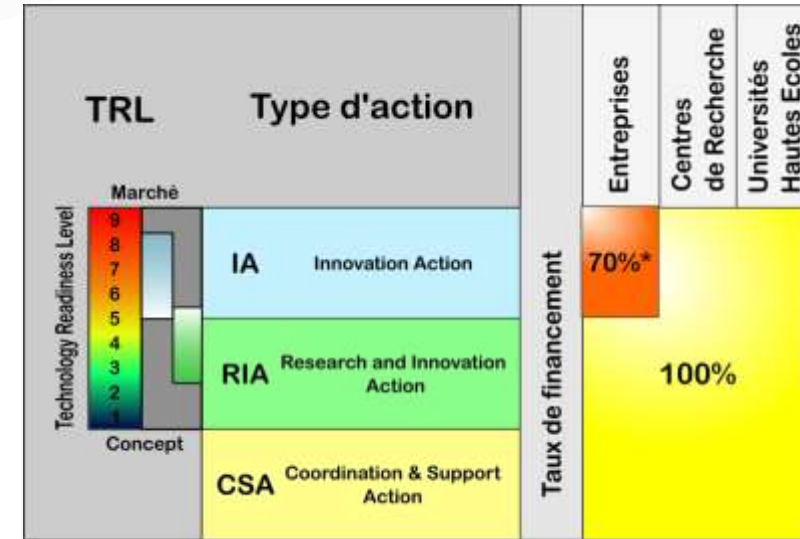 TRL
Type d'action
Taux de financement
Entreprises
Centres
de Recherche
Universités
Hautes Ecoles
Marché
Technology Readiness Level
9
8
7
6
5
4
3
2
1
Concept
IA
Innovation Action
70%*
RIA
Research and Innovation
Action
100%
CSA
Coordination & Support
Action